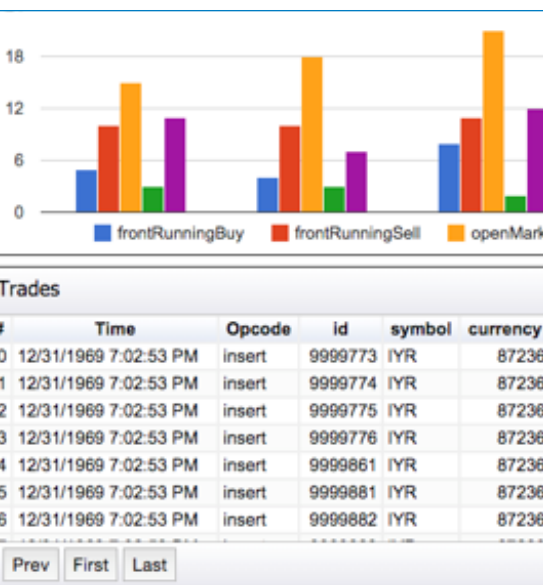 18
12
6
0
frontRunningBuy frontRunningSell openMark
Trades
# Time Opcode id symbol currency
0 12/31/1969 7:02:53 PM insert 9999773 IYR 87236
1 12/31/1969 7:02:53 PM insert 9999774 IYR 87236
2 12/31/1969 7:02:53 PM insert 9999775 IYR 87236
3 12/31/1969 7:02:53 PM insert 9999776 IYR 87236
4 12/31/1969 7:02:53 PM insert 9999861 IYR 87236
5 12/31/1969 7:02:53 PM insert 9999881 IYR 87236
6 12/31/1969 7:02:53 PM insert 9999882 IYR 87236
Prev First Last